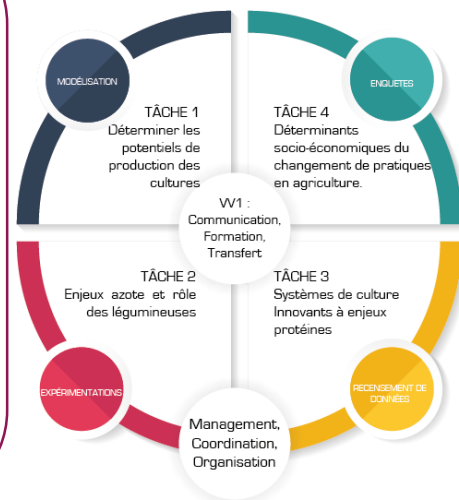 MODÉLISATION
TÂCHE 1
Déterminer les
potentiels de
production des
cultures
ENQUETES
TÂCHE 4
Déterminants
socio-économiques du
changement de pratiques
en agriculture.
VV1 :
Communication,
Formation,
Transfert
TÂCHE 2
Enjeux azote et rôle
des légumineuses
EXPÉRIMENTATIONS
TÂCHE 3
Systèmes de culture
Innovants à enjeux
protéines
RECENSEMENT DE
DONNÉES
Management,
Coordination,
Organisation